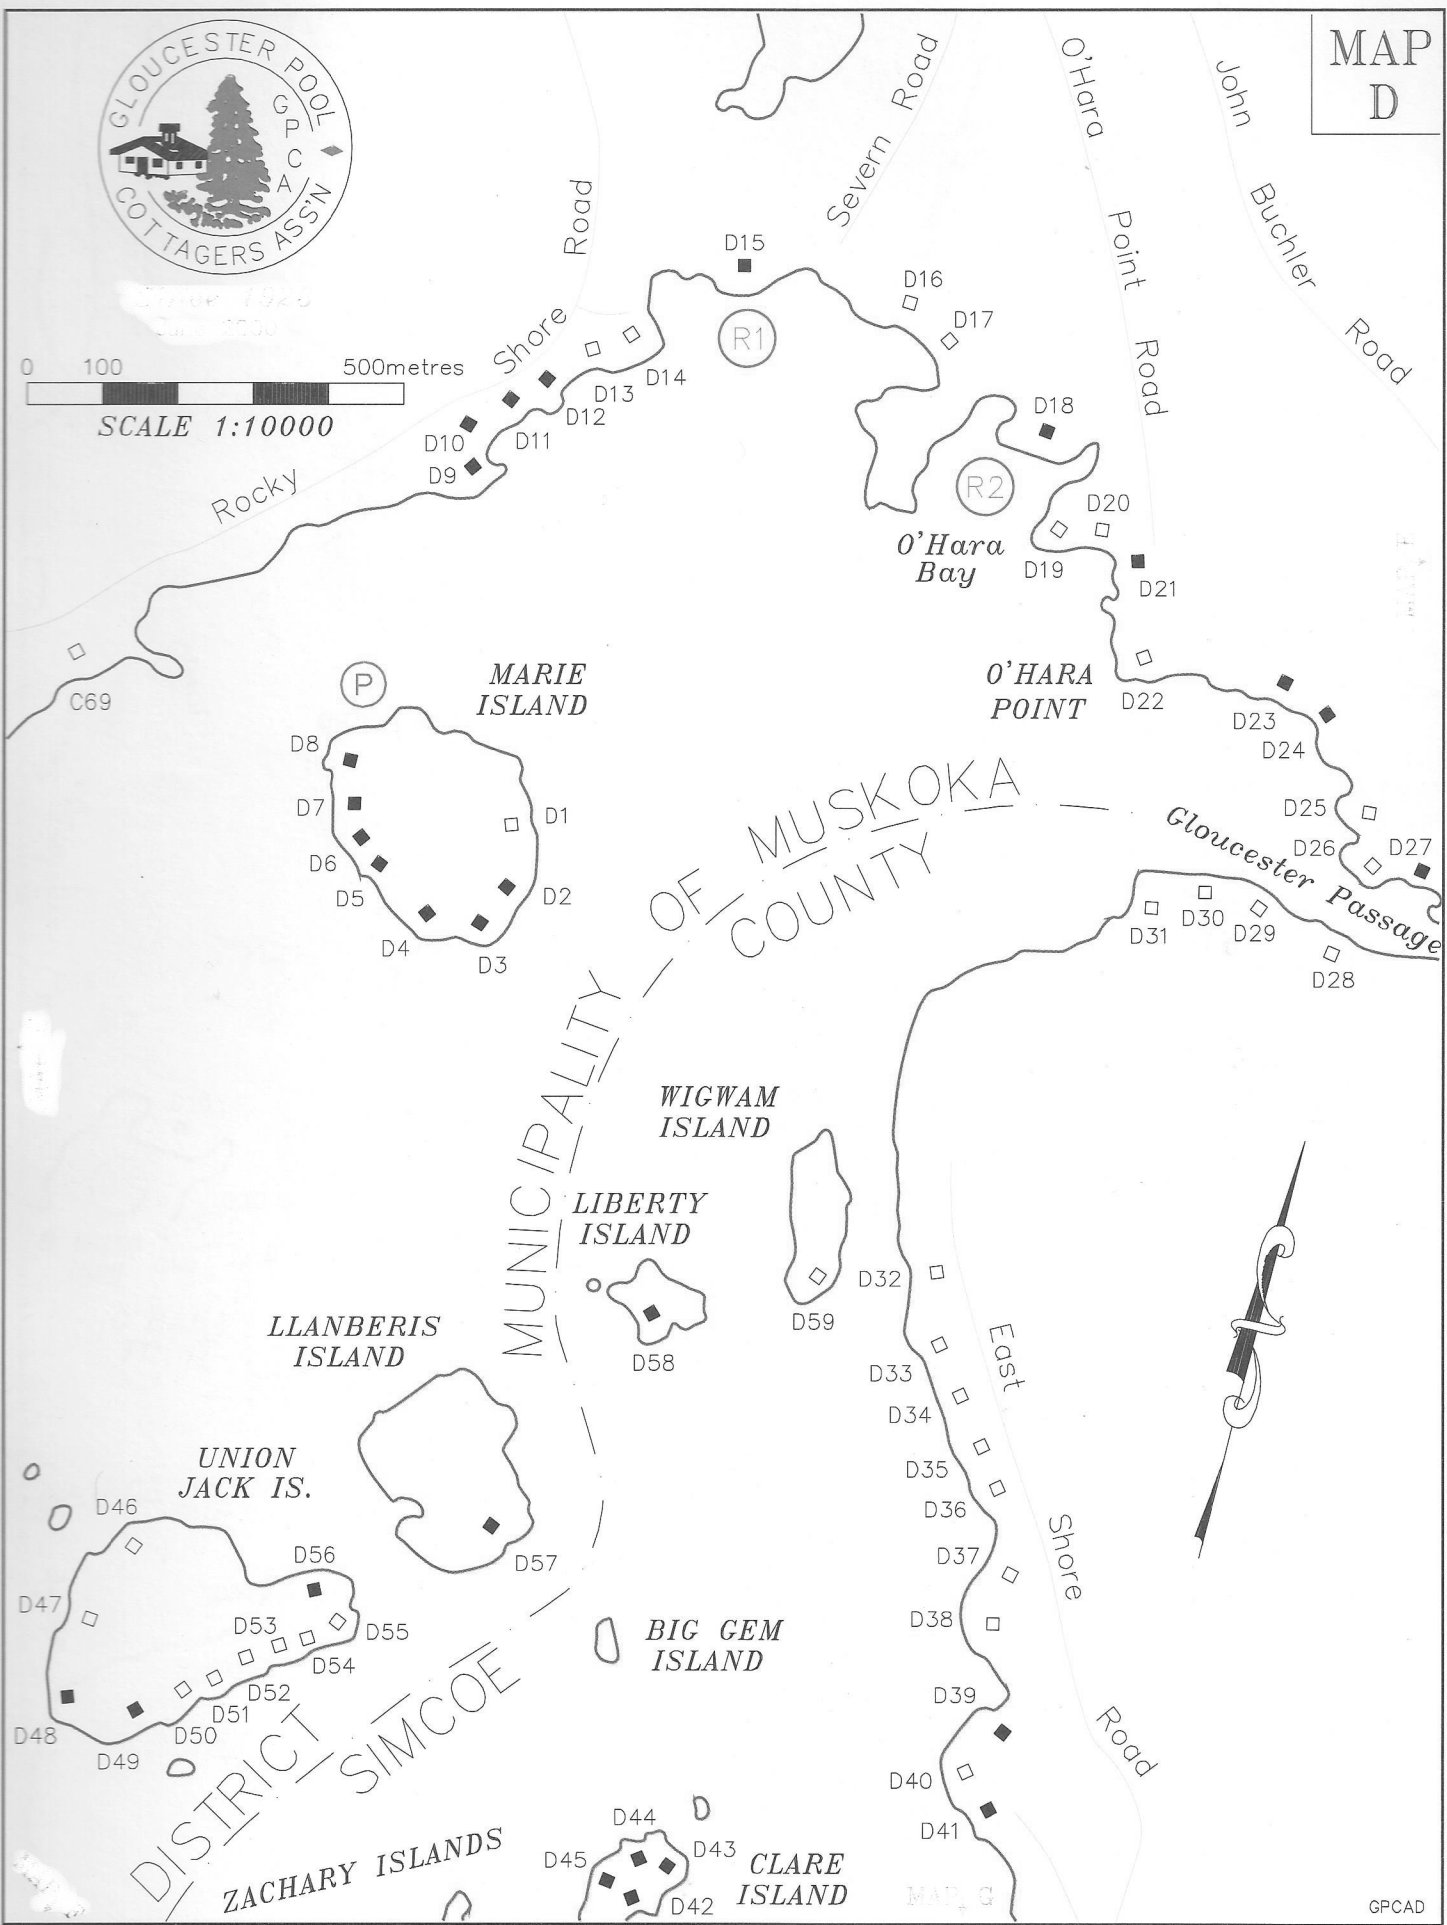 GLOUCESTER POOL
GPCA
COTTAGERS ASS'N
MAP
D
0 100 500metres
SCALE 1:10000
Rocky Shore Road
Severn Road
O'Hara Point Road
John Buchler Road
D15
R1
D16
D17
D14
D13
D12
D11
D10
D9
D18
R2
O'Hara
Bay
D20
D19
D21
C69
P
MARIE
ISLAND
O'HARA
POINT
D22
D23
D24
D8
D7
D6
D5
D4
D3
D2
D1
D25
D26
D27
Gloucester Passage
D31
D30
D29
D28
DISTRICT MUNICIPALITY OF MUSKOKA
SIMCOE COUNTY
WIGWAM
ISLAND
LIBERTY
ISLAND
D59
D58
D32
D33
D34
D35
D36
D37
D38
D39
D40
D41
East Shore Road
LLANBERIS
ISLAND
D57
UNION
JACK IS.
D46
D47
D48
D49
D50
D51
D52
D53
D54
D55
D56
BIG GEM
ISLAND
ZACHARY ISLANDS
D44
D45
D43
D42
CLARE
ISLAND
MAP G
GPCAD